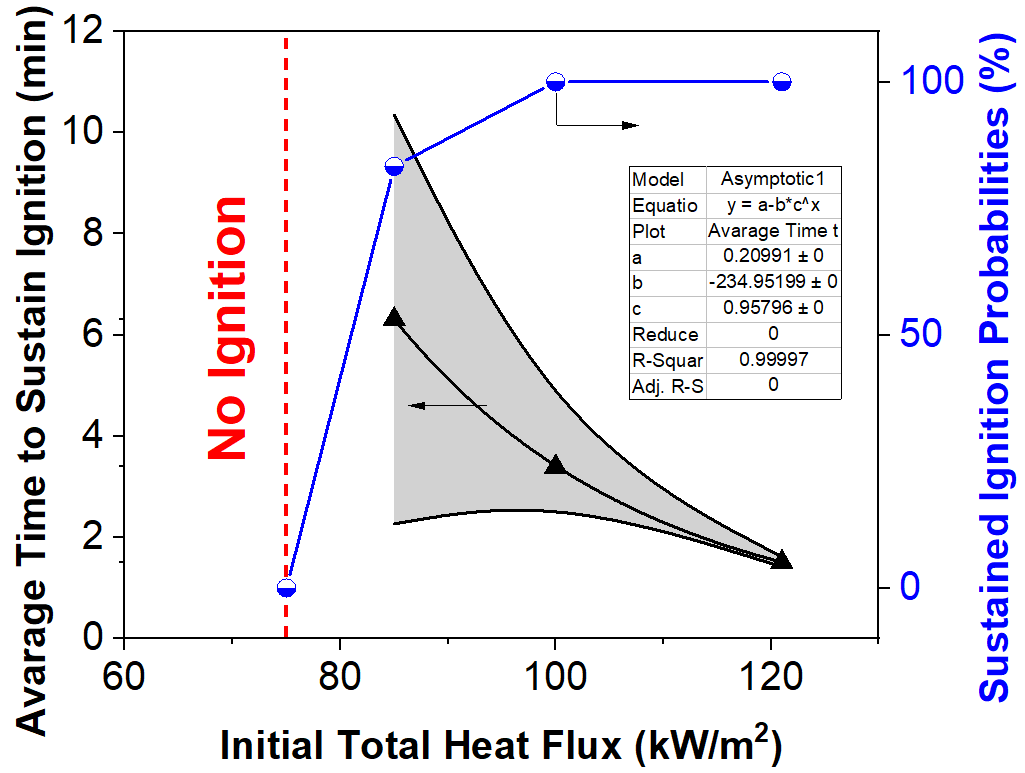 Avarage Time to Sustain Ignition (min)
12
10
8
6
4
2
0
60
80
100
120
Initial Total Heat Flux (kW/m²)
No Ignition
100
50
0
Sustained Ignition Probabilities (%)
Model Asymptotic1
Equatio y = a-b*c^x
Plot Avarage Time t
a 0.20991 ± 0
b -234.95199 ± 0
c 0.95796 ± 0
Reduce 0
R-Squar 0.99997
Adj. R-S 0